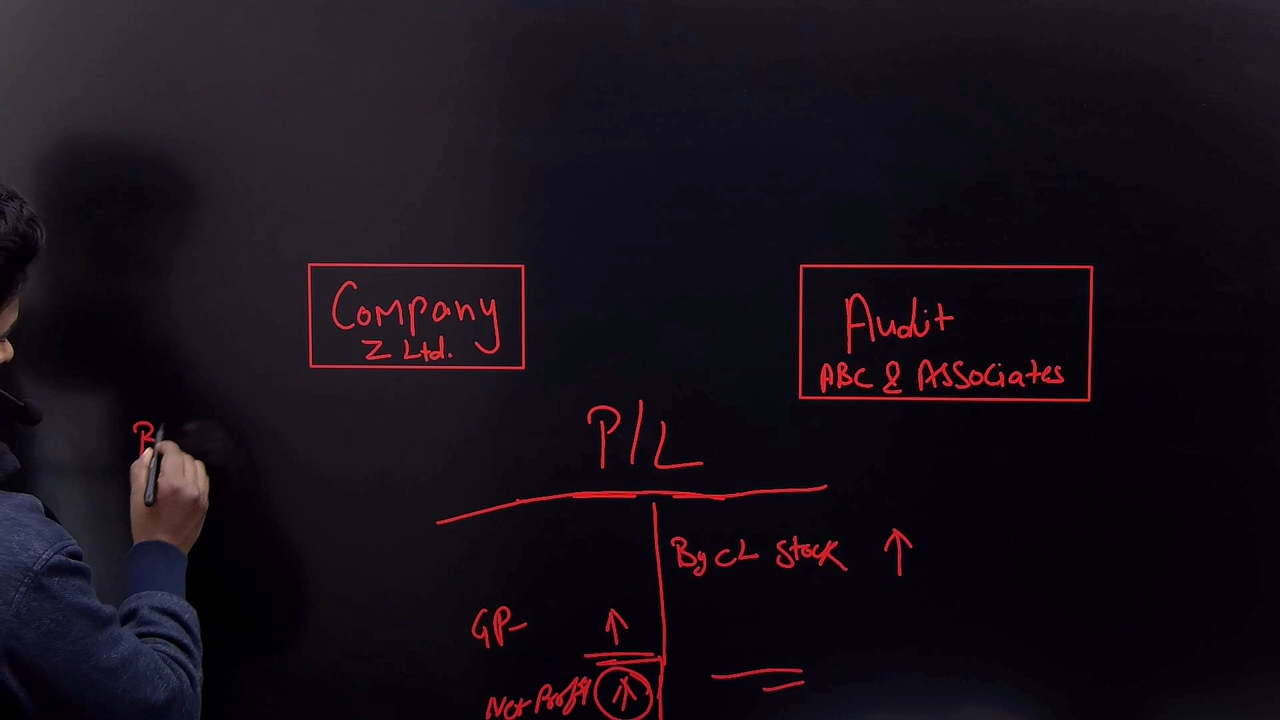 Company
Z Ltd.
Audit
ABC & Associates
P/L
By CL Stock ↑
GP- ↑
Net Profit ↑